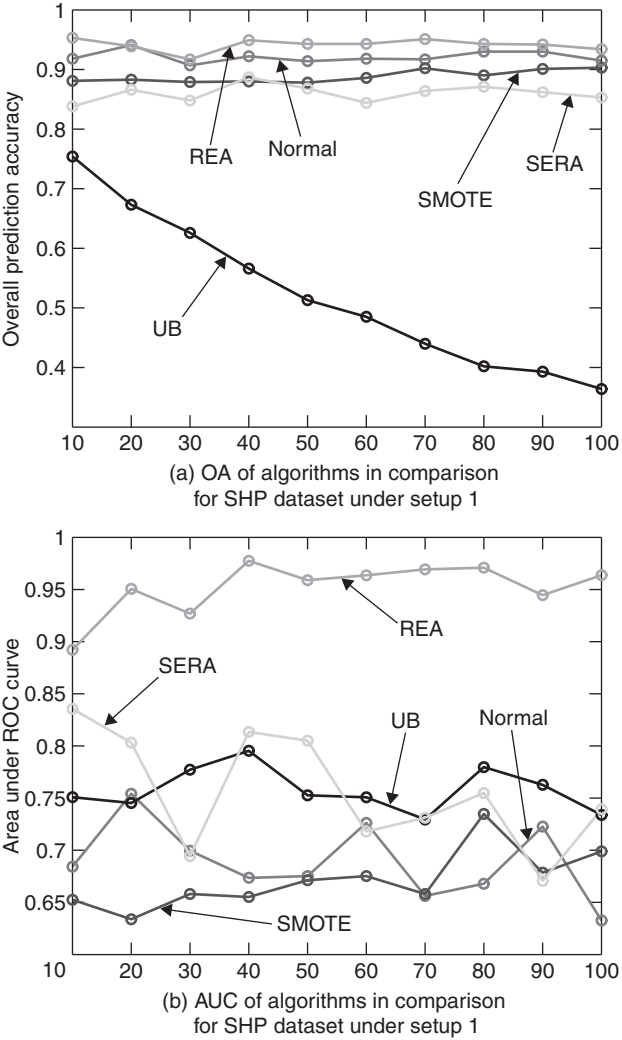 1
0.9
0.8
0.7
0.6
0.5
0.4
Overall prediction accuracy
REA
Normal
SMOTE
SERA
UB
10 20 30 40 50 60 70 80 90 100
(a) OA of algorithms in comparison
for SHP dataset under setup 1
1
0.95
0.9
0.85
0.8
0.75
0.7
0.65
Area under ROC curve
REA
SERA
UB
Normal
SMOTE
10 20 30 40 50 60 70 80 90 100
(b) AUC of algorithms in comparison
for SHP dataset under setup 1